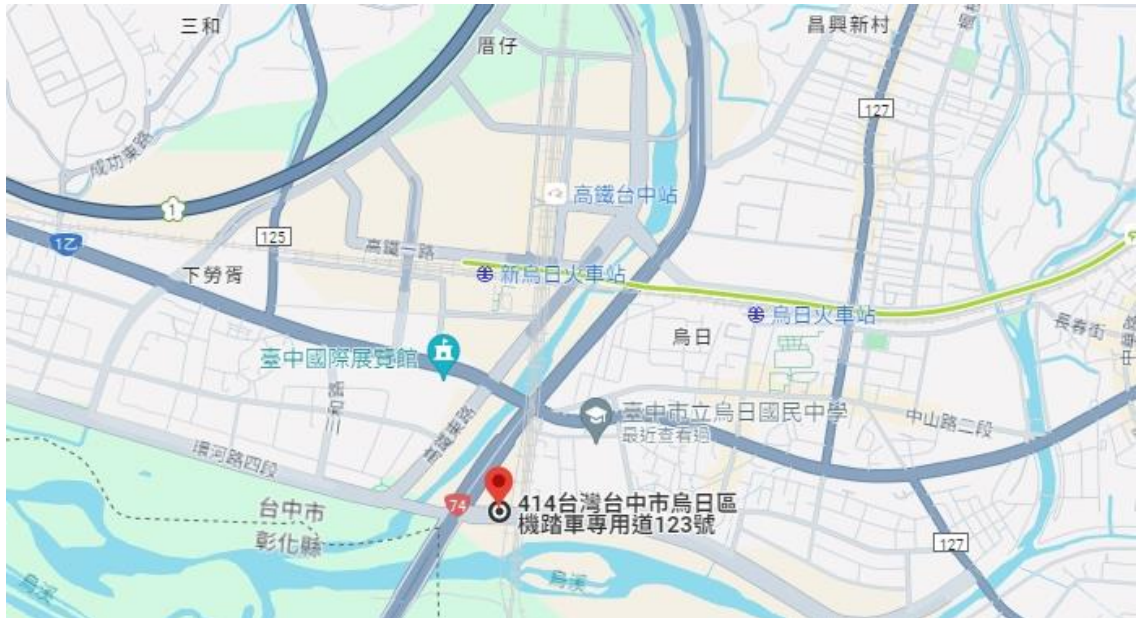 三和
厝仔
昌興新村
127
成功東路
1
高鐵台中站
1乙
125
高鐵一路
下勞胥
新烏日火車站
烏日火車站
烏日
長春街
臺中國際展覽館
三和路
臺中市立烏日國民中學
最近查看過
中山路二段
高鐵東路
環河路四段
74
414台灣台中市烏日區
機踏車專用道123號
台中市
彰化縣
127
烏溪
烏溪